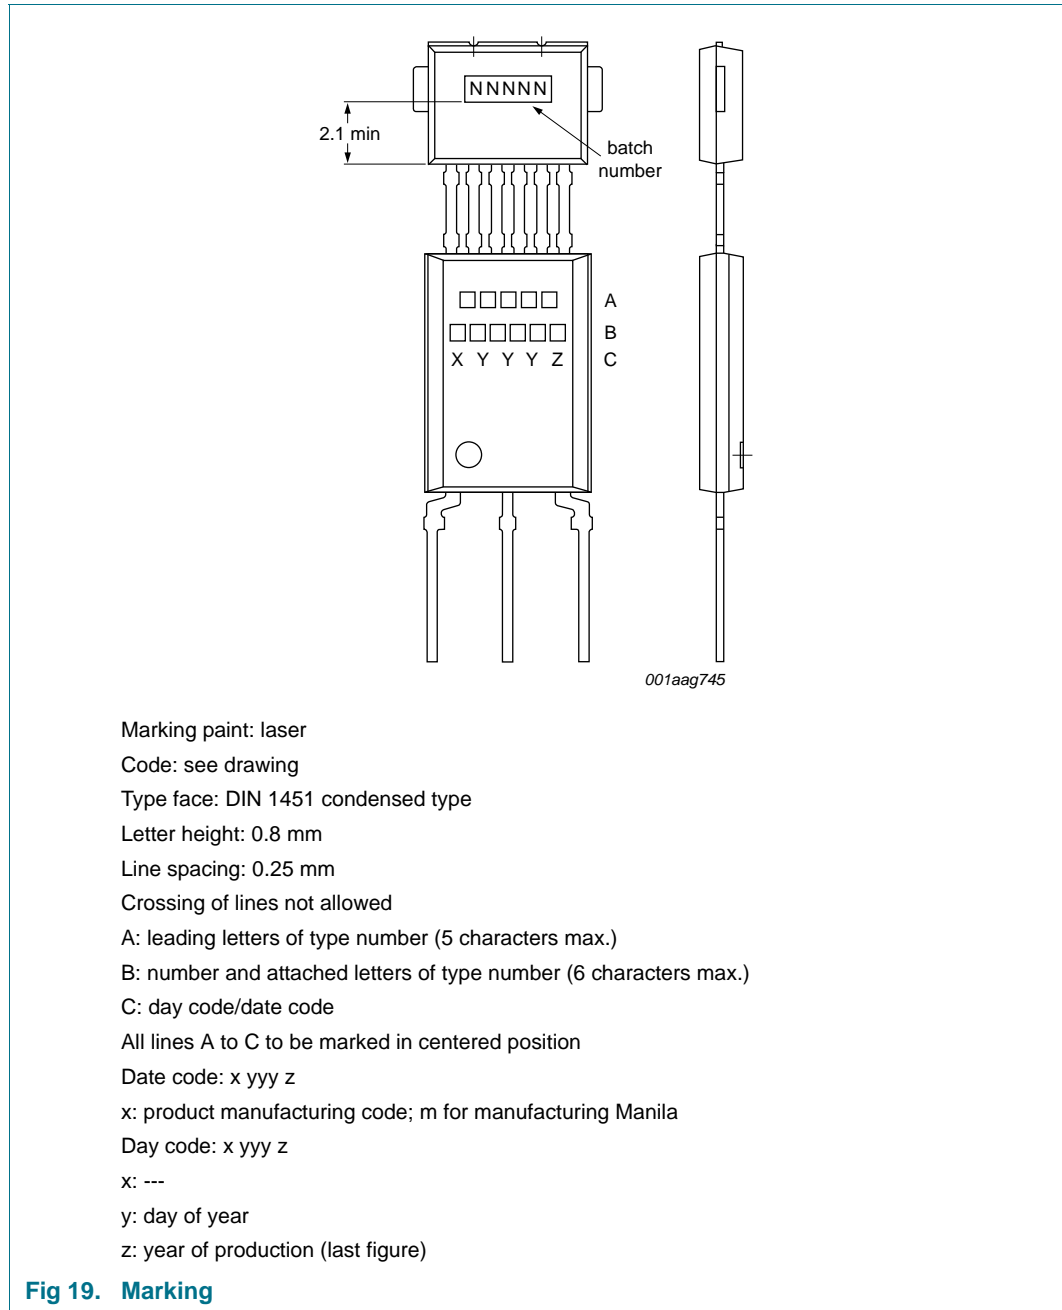 NNNNN
2.1 min
batch
number
A
B
X Y Y Y Z C
001aag745
Marking paint: laser
Code: see drawing
Type face: DIN 1451 condensed type
Letter height: 0.8 mm
Line spacing: 0.25 mm
Crossing of lines not allowed
A: leading letters of type number (5 characters max.)
B: number and attached letters of type number (6 characters max.)
C: day code/date code
All lines A to C to be marked in centered position
Date code: x yyy z
x: product manufacturing code; m for manufacturing Manila
Day code: x yyy z
x: ---
y: day of year
z: year of production (last figure)
Fig 19. Marking